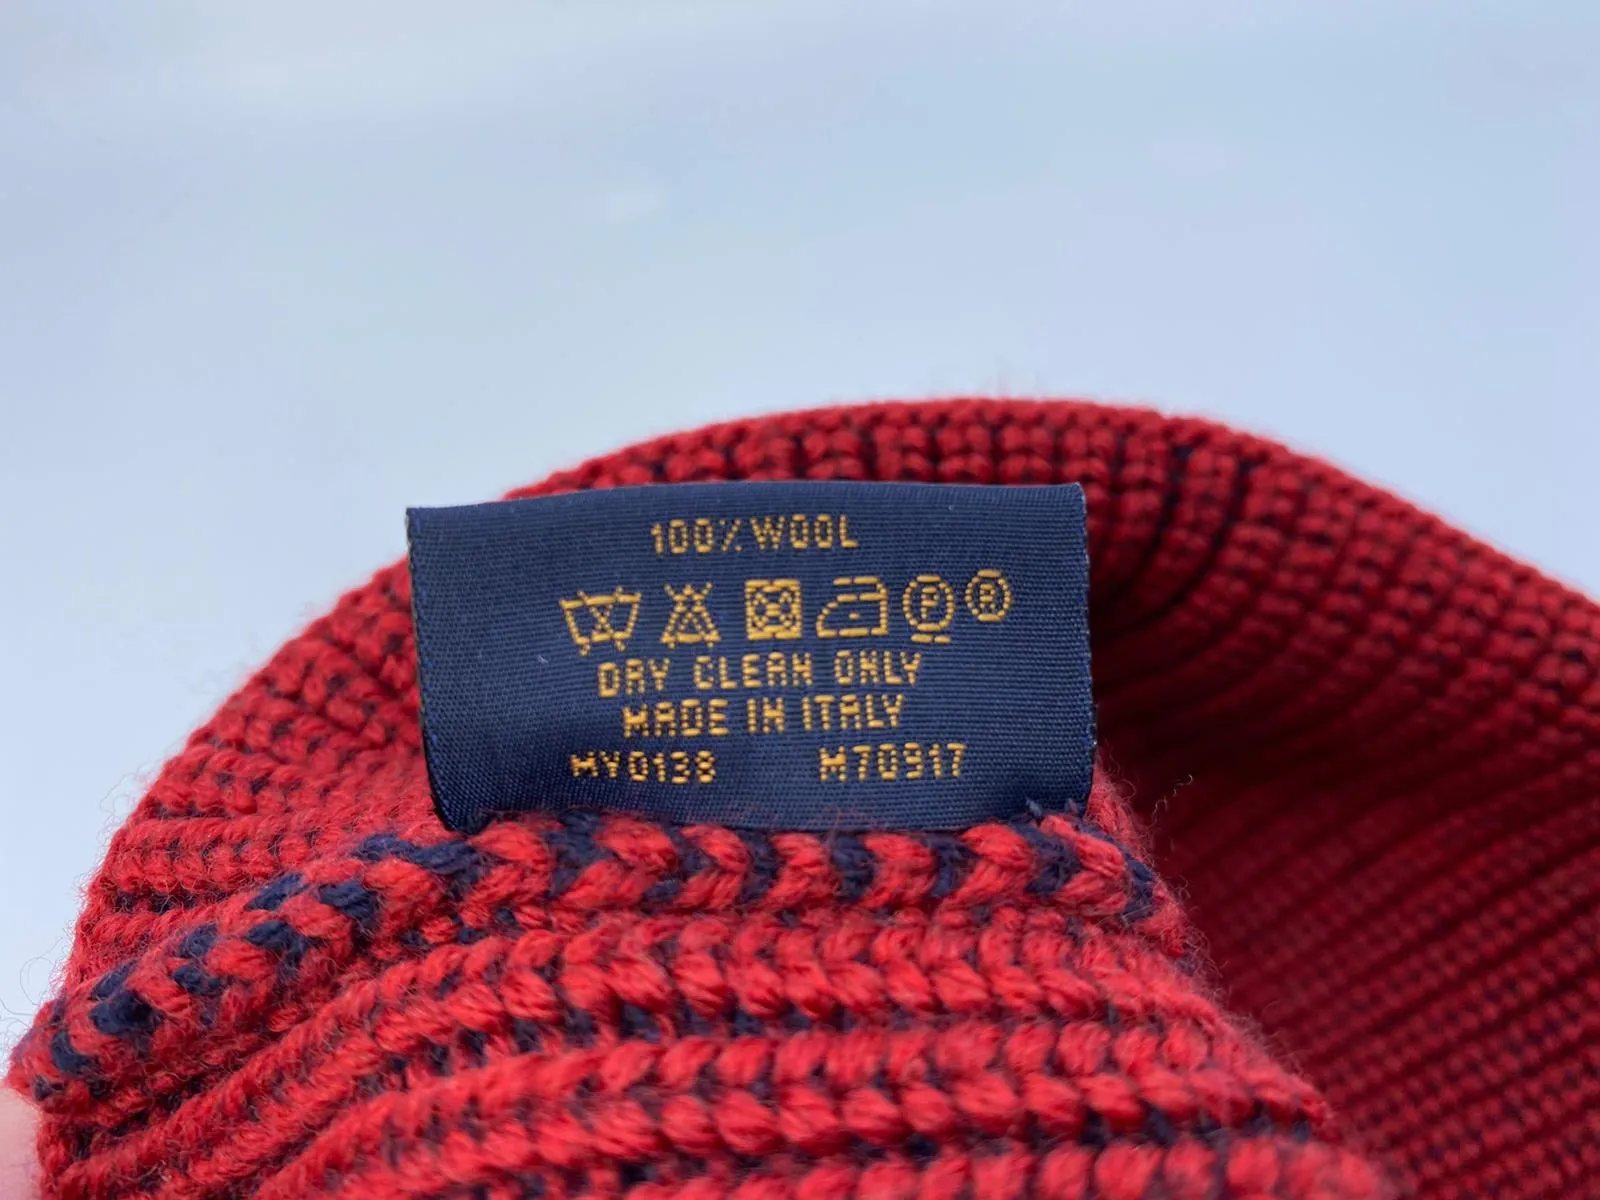 100% WOOL
P R
DRY CLEAN ONLY
MADE IN ITALY
MY0138 M70917